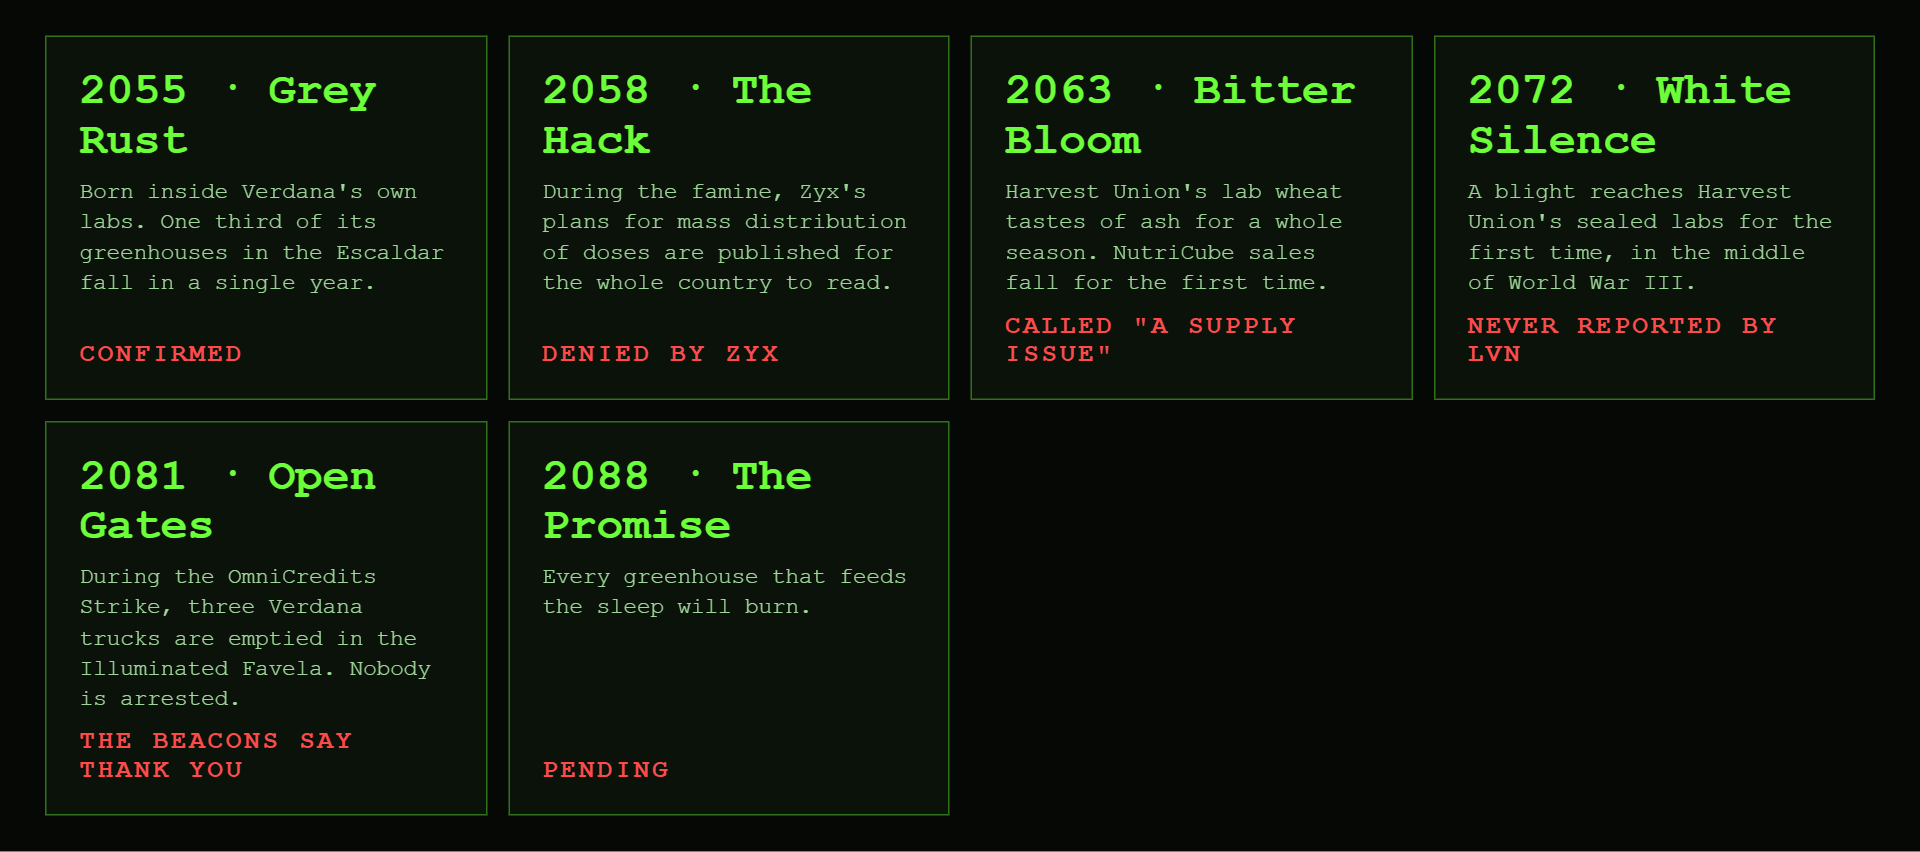 2055 · Grey
Rust
Born inside Verdana's own
labs. One third of its
greenhouses in the Escaldar
fall in a single year.
CONFIRMED
2058 · The
Hack
During the famine, Zyx's
plans for mass distribution
of doses are published for
the whole country to read.
DENIED BY ZYX
2063 · Bitter
Bloom
Harvest Union's lab wheat
tastes of ash for a whole
season. NutriCube sales
fall for the first time.
CALLED "A SUPPLY
ISSUE"
2072 · White
Silence
A blight reaches Harvest
Union's sealed labs for the
first time, in the middle
of World War III.
NEVER REPORTED BY
LVN
2081 · Open
Gates
During the OmniCredits
Strike, three Verdana
trucks are emptied in the
Illuminated Favela. Nobody
is arrested.
THE BEACONS SAY
THANK YOU
2088 · The
Promise
Every greenhouse that feeds
the sleep will burn.
PENDING